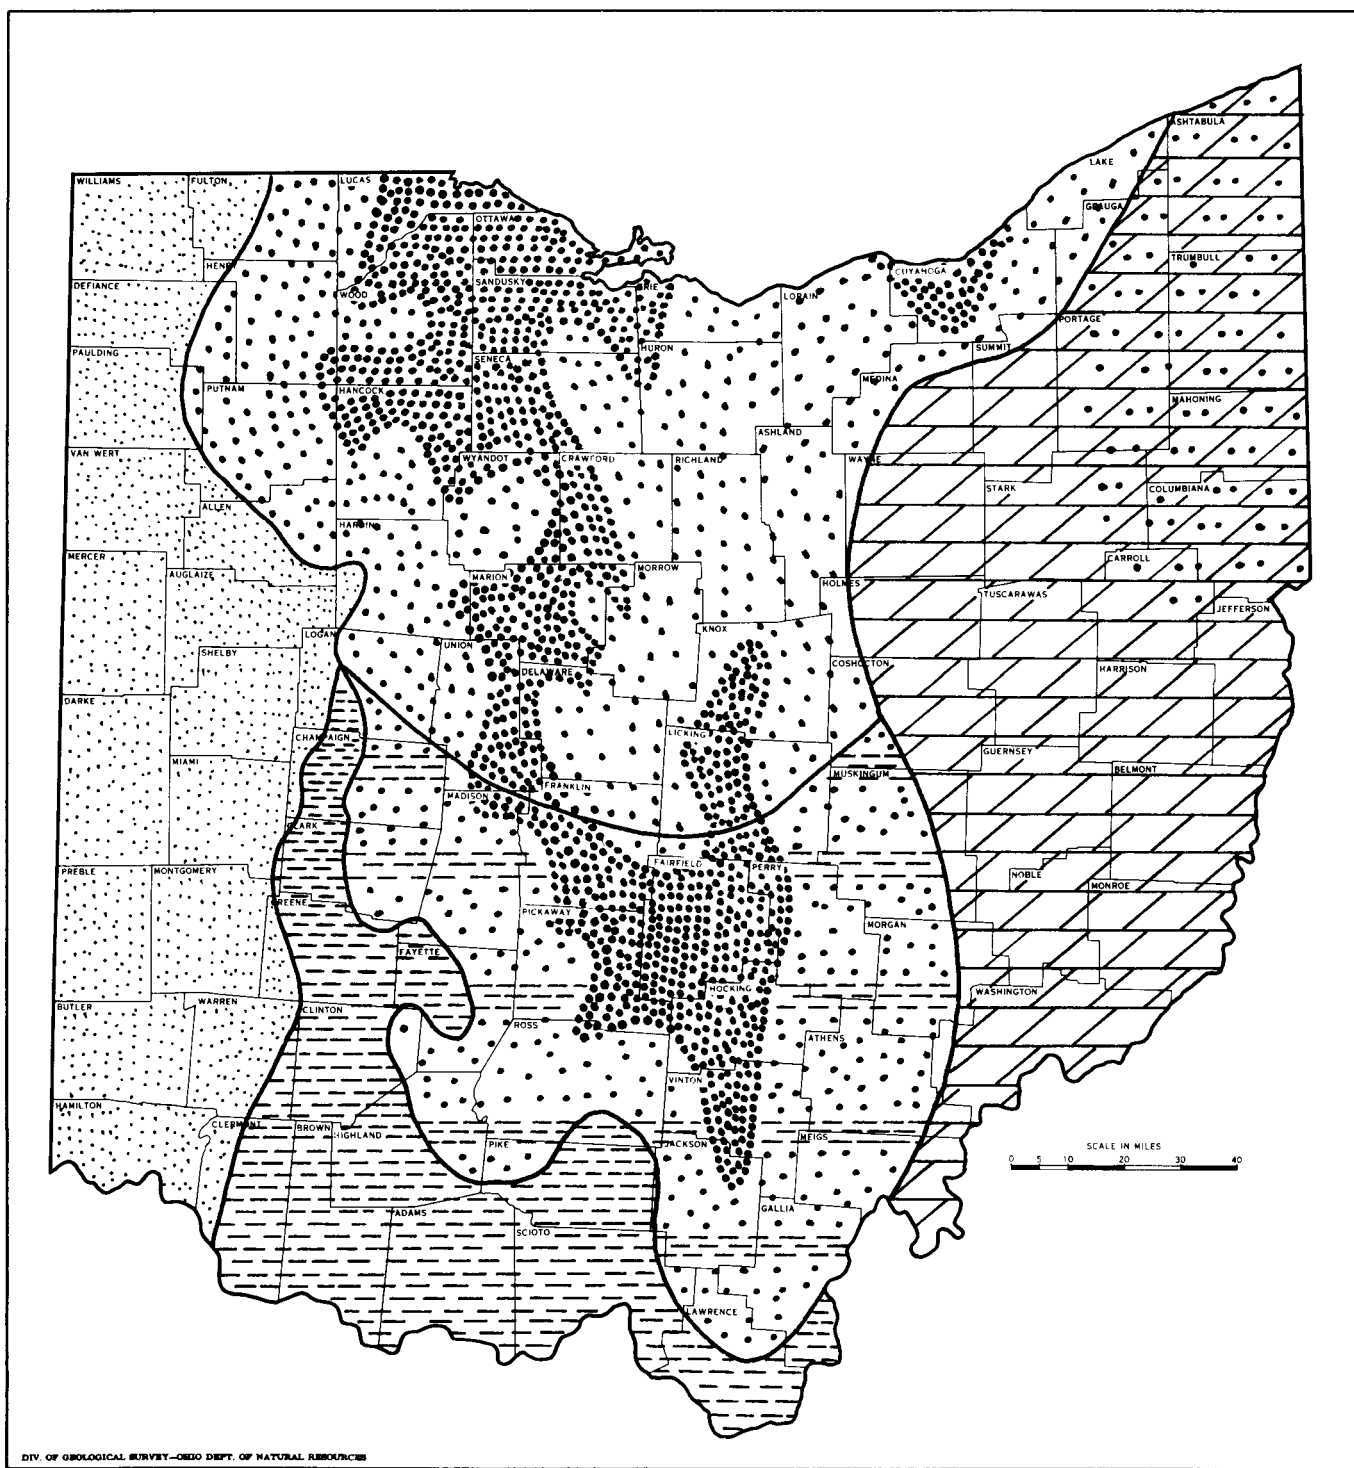 ASHTABULA
LAKE
WILLIAMS
FULTON
LUCAS
GEAUGA
OTTAWA
TRUMBULL
HENRY
CUYAHOGA
DEFIANCE
WOOD
SANDUSKY
RIE
LORAIN
PORTAGE
PAULDING
SENECA
HURON
SUMMIT
PUTNAM
HANCOCK
MEDINA
MAHONING
ASHLAND
VAN WERT
WYANDOT
CRAWFORD
RICHLAND
WAYNE
STARK
COLUMBIANA
ALLEN
HARDIN
MERCER
AUGLAIZE
MARION
MORROW
HOLMES
CARROLL
TUSCARAWAS
JEFFERSON
LOGAN
UNION
KNOX
SHELBY
DELAWARE
COSHOCTON
HARRISON
DARKE
CHAMPAIGN
LICKING
GUERNSEY
MIAMI
MUSKINGUM
BELMONT
MADISON
FRANKLIN
CLARK
PREBLE
MONTGOMERY
FAIRFIELD
PERRY
NOBLE
MONROE
GREENE
PICKAWAY
MORGAN
FAYETTE
BUTLER
WARREN
CLINTON
HOCKING
WASHINGTON
ROSS
ATHENS
VINTON
HAMILTON
CLERMONT
BROWN
HIGHLAND
PIKE
JACKSON
MEIGS
SCALE IN MILES
0 5 10 20 30 40
ADAMS
GALLIA
SCIOTO
LAWRENCE
DIV. OF GEOLOGICAL SURVEY—OHIO DEPT. OF NATURAL RESOURCES